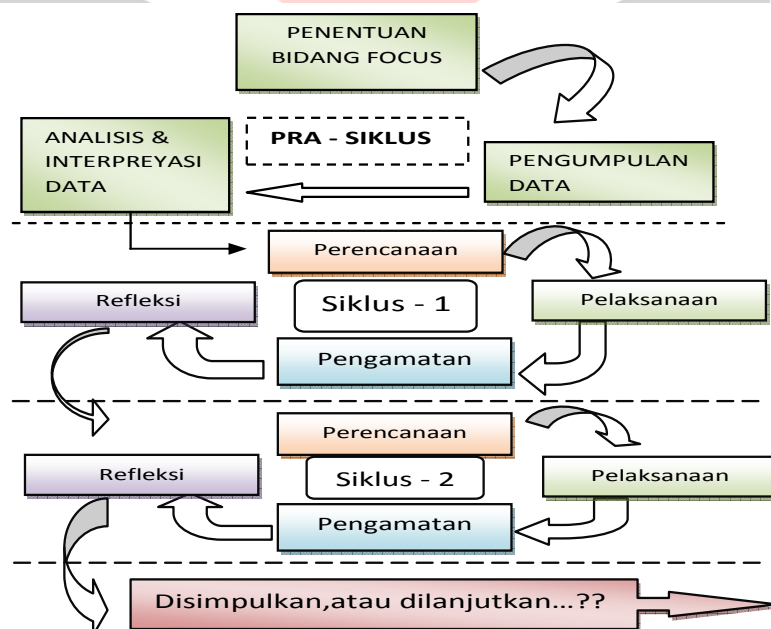 PENENTUAN
BIDANG FOCUS
PRA - SIKLUS
ANALISIS &
INTERPREYASI
DATA
PENGUMPULAN
DATA
Perencanaan
Refleksi
Siklus - 1
Pelaksanaan
Pengamatan
Perencanaan
Refleksi
Siklus - 2
Pelaksanaan
Pengamatan
Disimpulkan,atau dilanjutkan...??